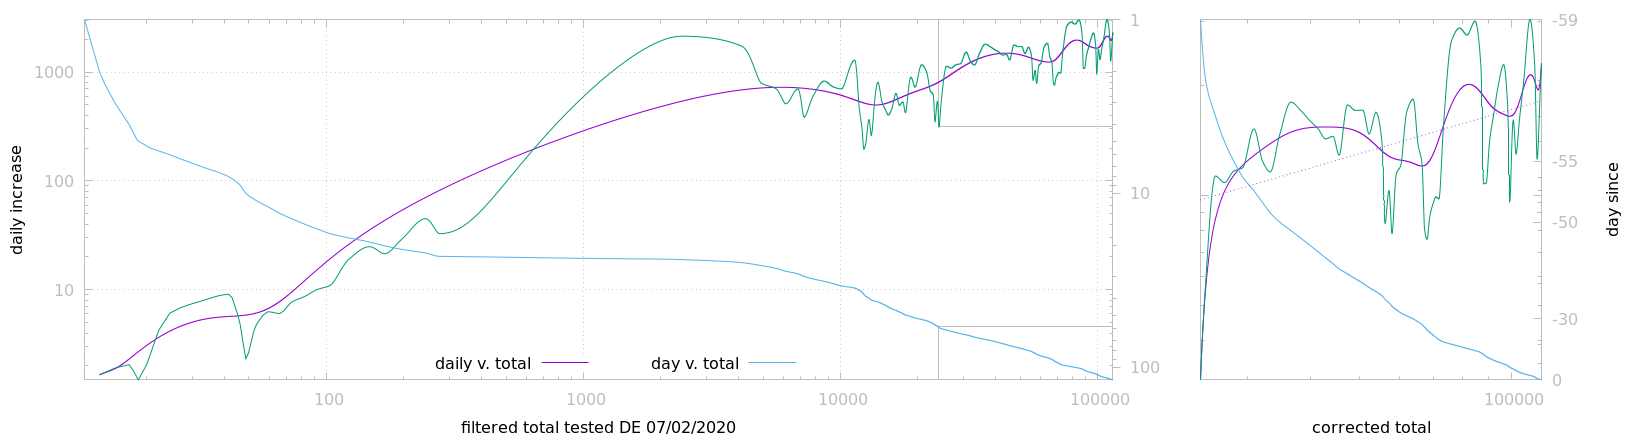 daily increase
1000
100
10
daily v. total
day v. total
100
1000
10000
100000
filtered total tested DE 07/02/2020
1
10
100
-59
-55
-50
-30
0
day since
100000
corrected total